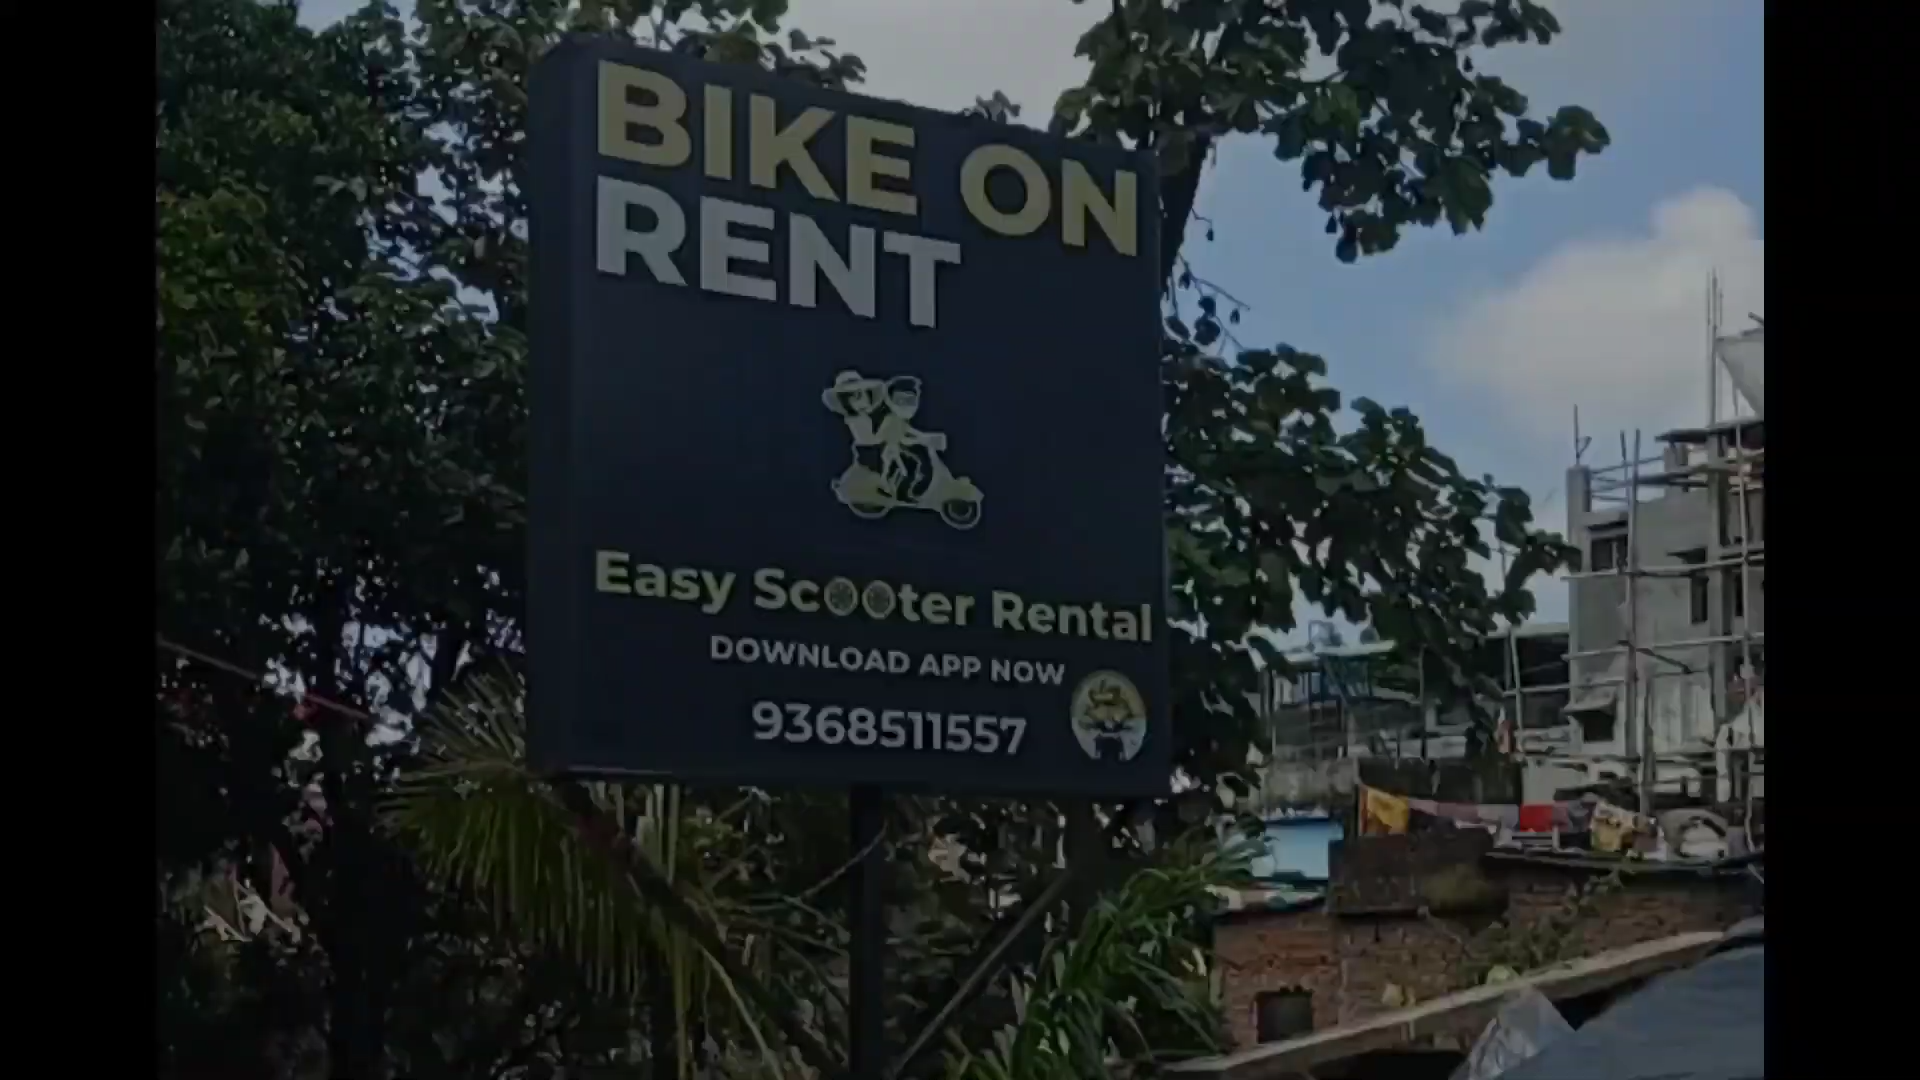 BIKE ON
RENT
Easy Scooter Rental
DOWNLOAD APP NOW
9368511557